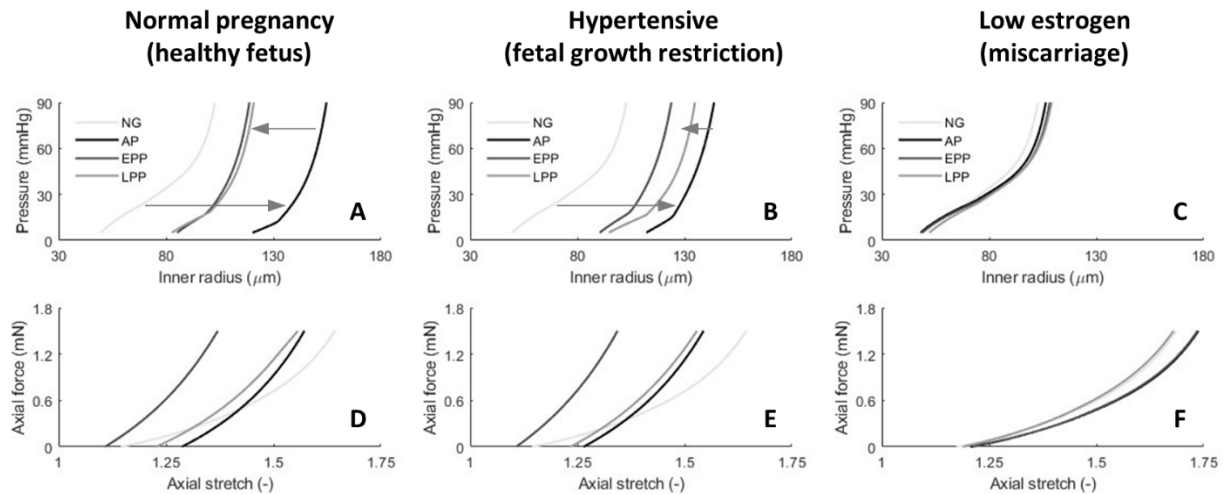 Normal pregnancy
(healthy fetus)
Hypertensive
(fetal growth restriction)
Low estrogen
(miscarriage)
Pressure (mmHg)
90
60
30
0
NG
AP
EPP
LPP
A
30 80 130 180
Inner radius (μm)
Pressure (mmHg)
90
60
30
0
NG
AP
EPP
LPP
B
30 80 130 180
Inner radius (μm)
Pressure (mmHg)
90
60
30
0
NG
AP
EPP
LPP
C
30 80 130 180
Inner radius (μm)
Axial force (mN)
1.8
1.2
0.6
0
D
1 1.25 1.5 1.75
Axial stretch (-)
Axial force (mN)
1.8
1.2
0.6
0
E
1 1.25 1.5 1.75
Axial stretch (-)
Axial force (mN)
1.8
1.2
0.6
0
F
1 1.25 1.5 1.75
Axial stretch (-)